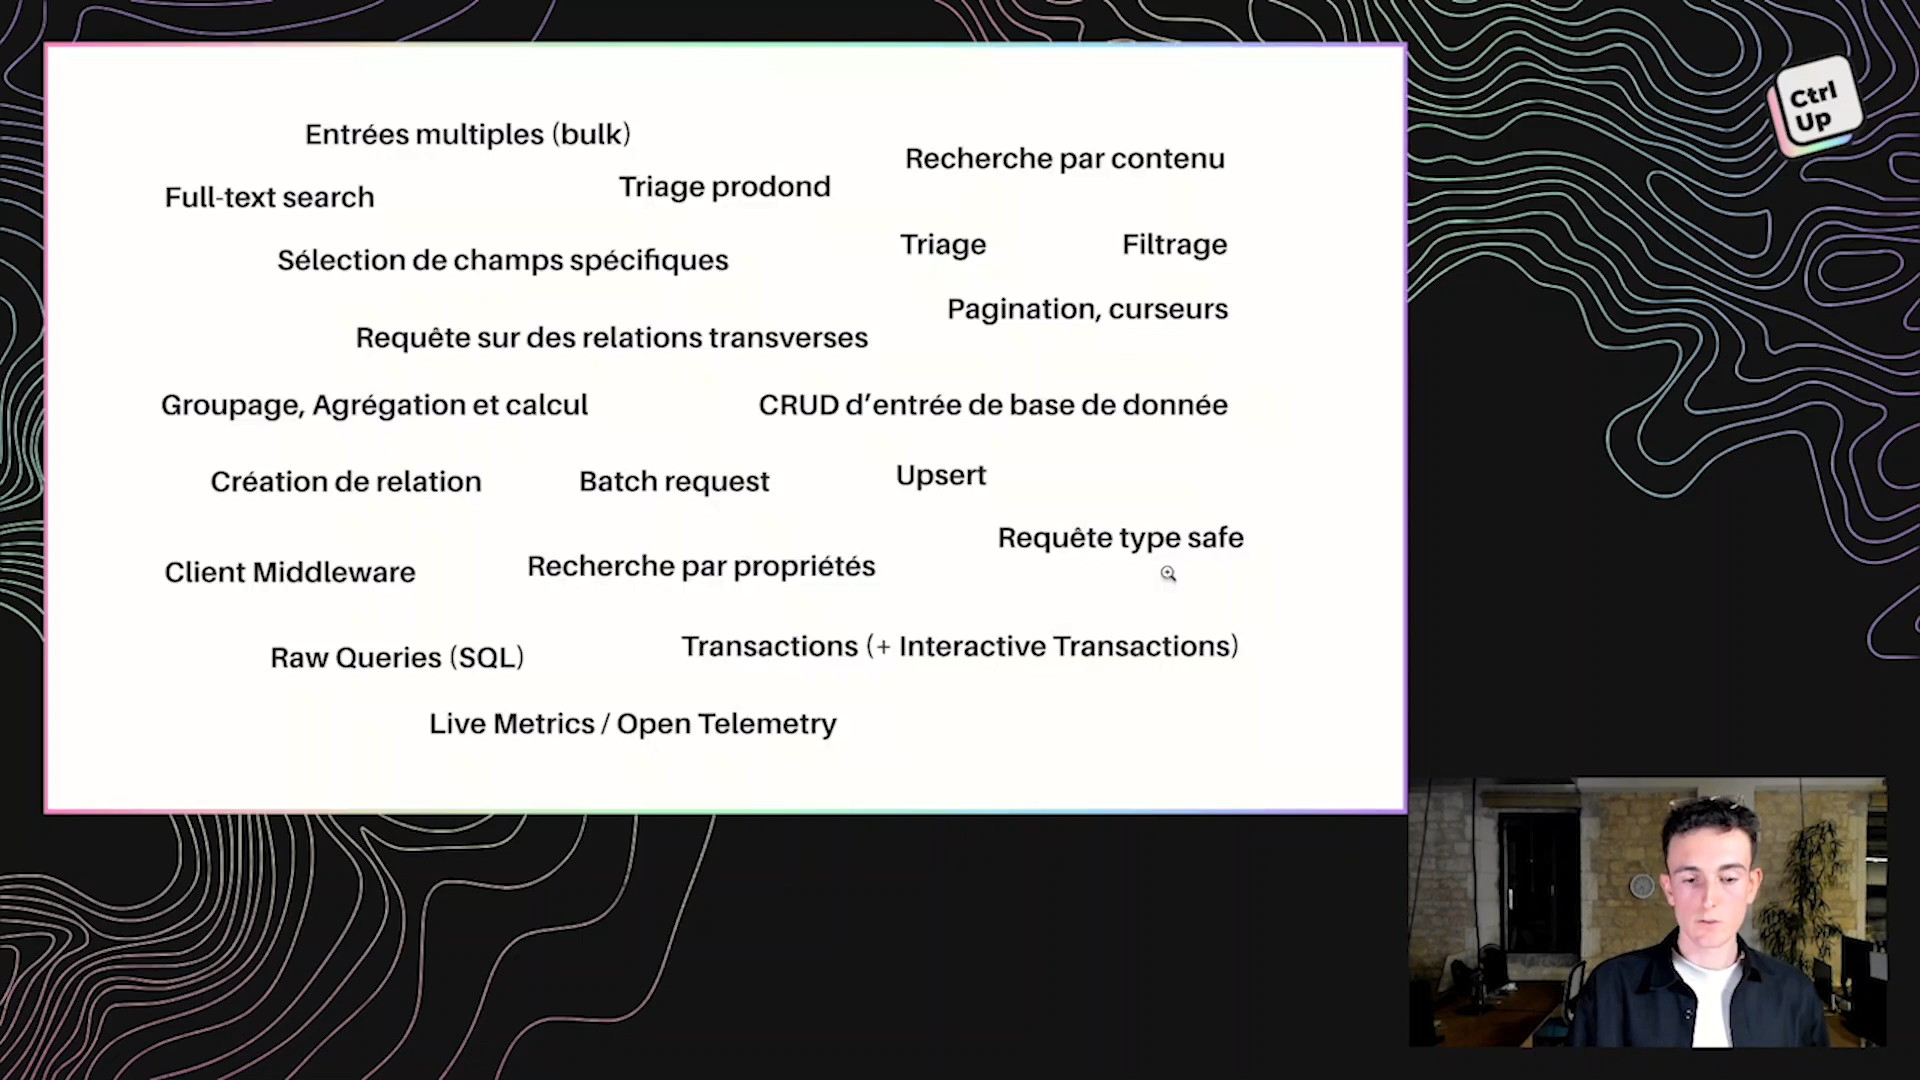 Entrées multiples (bulk)
Recherche par contenu
Full-text search
Triage prodond
Sélection de champs spécifiques
Triage
Filtrage
Pagination, curseurs
Requête sur des relations transverses
Groupage, Agrégation et calcul
CRUD d’entrée de base de donnée
Création de relation
Batch request
Upsert
Requête type safe
Client Middleware
Recherche par propriétés
Raw Queries (SQL)
Transactions (+ Interactive Transactions)
Live Metrics / Open Telemetry
Ctrl
Up